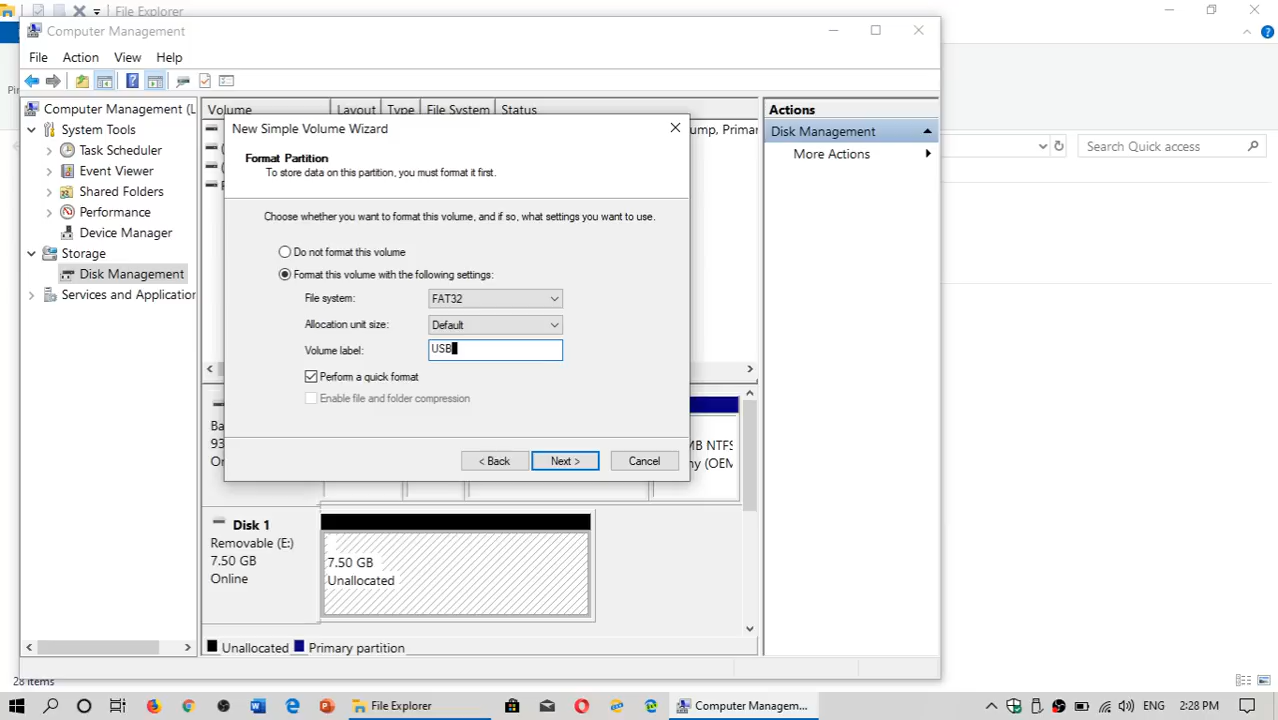 File Explorer
Computer Management
File Action View Help
Search Quick access
Computer Management (L
System Tools
Task Scheduler
Event Viewer
Shared Folders
Performance
Device Manager
Storage
Disk Management
Services and Application
Volume Layout Type File System Status
ump, Primar
New Simple Volume Wizard
Format Partition
To store data on this partition, you must format it first.
Choose whether you want to format this volume, and if so, what settings you want to use.
Do not format this volume
Format this volume with the following settings:
File system: FAT32
Allocation unit size: Default
Volume label: USB
Perform a quick format
Enable file and folder compression
< Back Next > Cancel
Ba
93
On
MB NTFS
hy (OEM
Disk 1
Removable (E:)
7.50 GB
Online
7.50 GB
Unallocated
Unallocated Primary partition
Actions
Disk Management
More Actions
28 items
File Explorer
Computer Managem...
ENG
2:28 PM